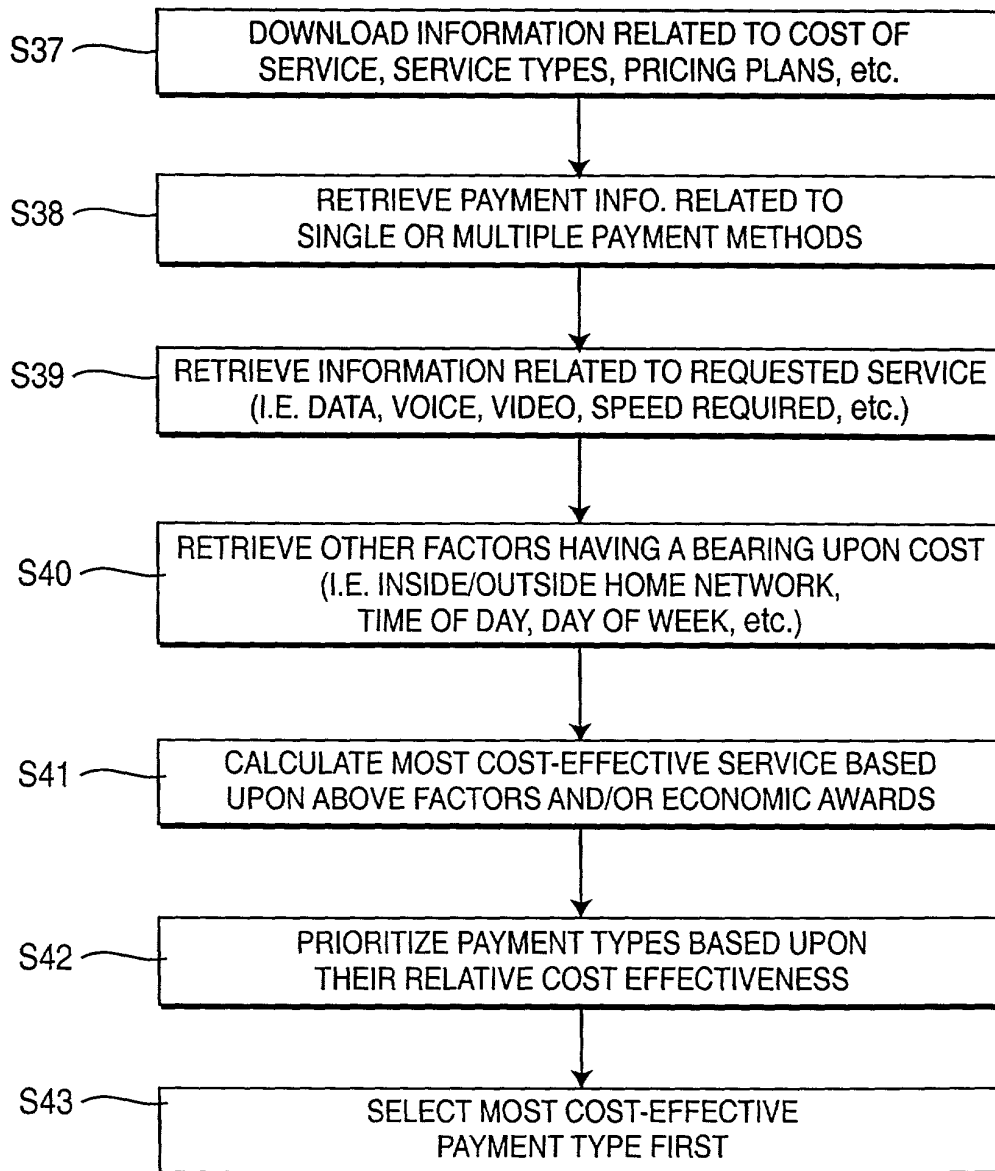 S37
DOWNLOAD INFORMATION RELATED TO COST OF
SERVICE, SERVICE TYPES, PRICING PLANS, etc.
S38
RETRIEVE PAYMENT INFO. RELATED TO
SINGLE OR MULTIPLE PAYMENT METHODS
S39
RETRIEVE INFORMATION RELATED TO REQUESTED SERVICE
(I.E. DATA, VOICE, VIDEO, SPEED REQUIRED, etc.)
S40
RETRIEVE OTHER FACTORS HAVING A BEARING UPON COST
(I.E. INSIDE/OUTSIDE HOME NETWORK,
TIME OF DAY, DAY OF WEEK, etc.)
S41
CALCULATE MOST COST-EFFECTIVE SERVICE BASED
UPON ABOVE FACTORS AND/OR ECONOMIC AWARDS
S42
PRIORITIZE PAYMENT TYPES BASED UPON
THEIR RELATIVE COST EFFECTIVENESS
S43
SELECT MOST COST-EFFECTIVE
PAYMENT TYPE FIRST